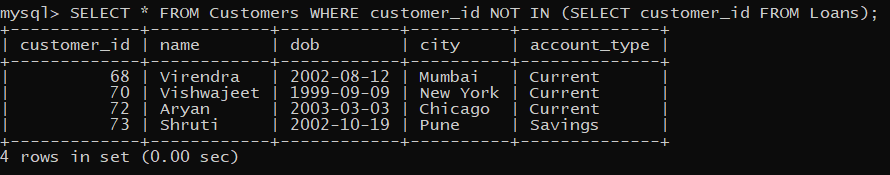 mysql> SELECT * FROM Customers WHERE customer_id NOT IN (SELECT customer_id FROM Loans);
+-------------+------------+------------+----------+--------------+
| customer_id | name       | dob        | city     | account_type |
+-------------+------------+------------+----------+--------------+
|          68 | Virendra   | 2002-08-12 | Mumbai   | Current      |
|          70 | Vishwajeet | 1999-09-09 | New York | Current      |
|          72 | Aryan      | 2003-03-03 | Chicago  | Current      |
|          73 | Shruti     | 2002-10-19 | Pune     | Savings      |
+-------------+------------+------------+----------+--------------+
4 rows in set (0.00 sec)